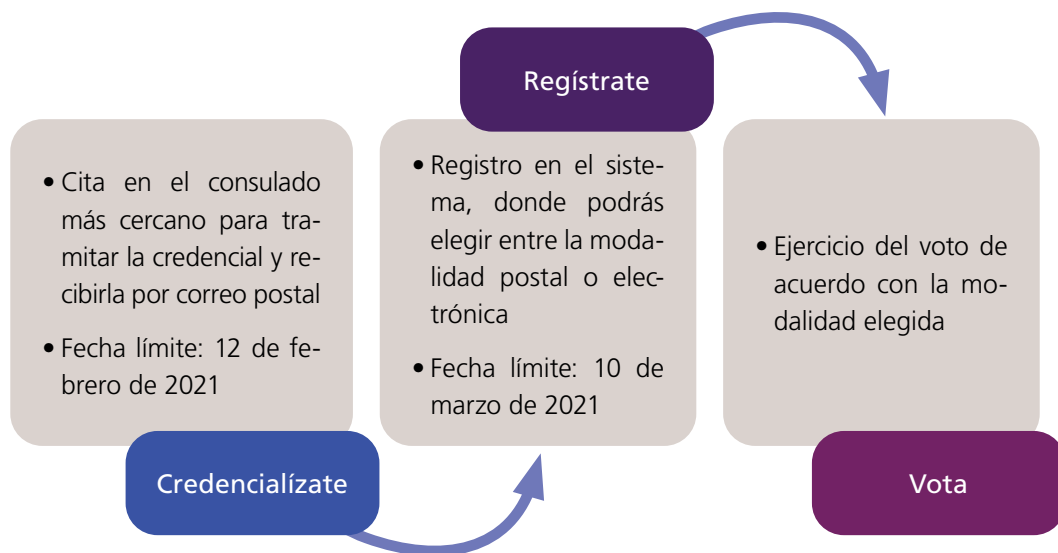 • Cita en el consulado
más cercano para tra-
mitar la credencial y re-
cibirla por correo postal
• Fecha límite: 12 de fe-
brero de 2021
Credencialízate
Regístrate
• Registro en el siste-
ma, donde podrás
elegir entre la moda-
lidad postal o elec-
trónica
• Fecha límite: 10 de
marzo de 2021
• Ejercicio del voto de
acuerdo con la mo-
dalidad elegida
Vota